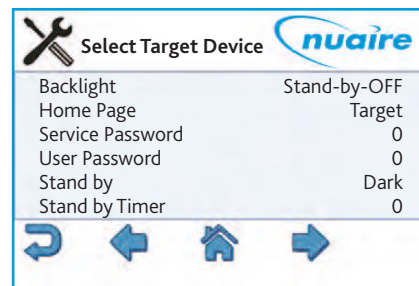 Select Target Device
nuaire
Backlight Stand-by-OFF
Home Page Target
Service Password 0
User Password 0
Stand by Dark
Stand by Timer 0